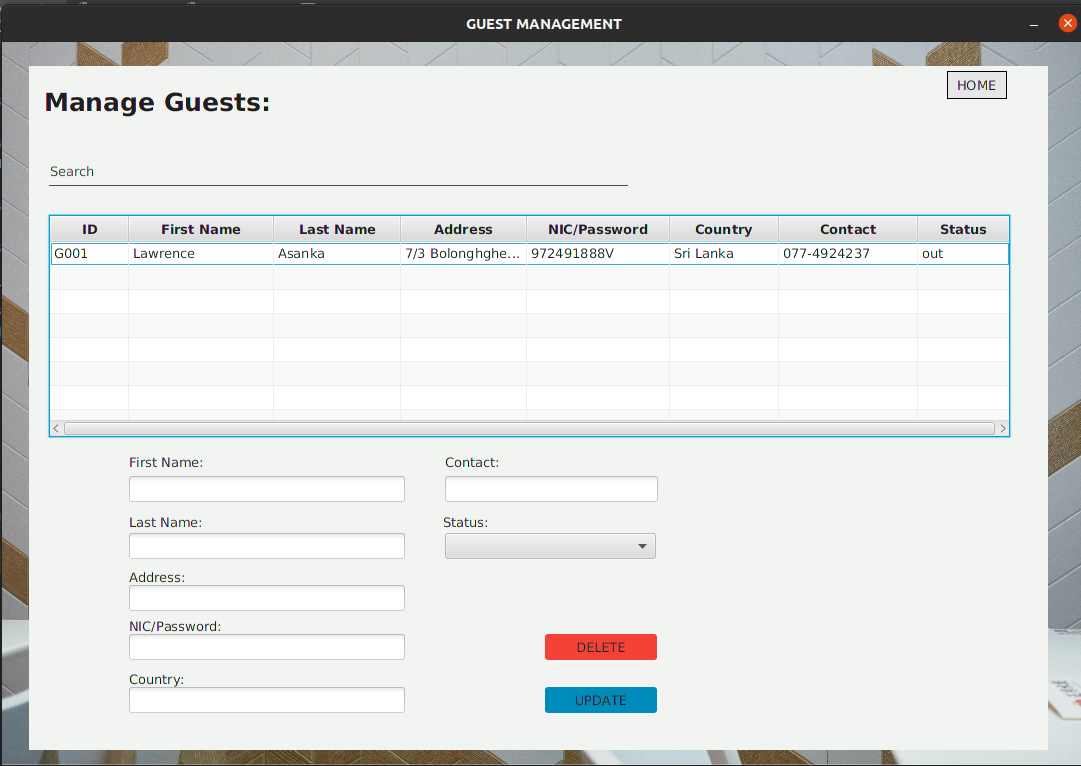 GUEST MANAGEMENT
HOME
Manage Guests:
Search
ID First Name Last Name Address NIC/Password Country Contact Status
G001 Lawrence Asanka 7/3 Bolonghghe... 972491888V Sri Lanka 077-4924237 out
First Name: Contact:
Last Name: Status:
Address:
NIC/Password:
DELETE
Country:
UPDATE